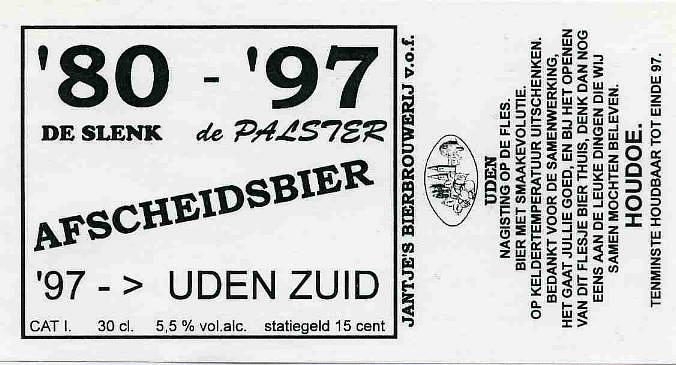 '80 - '97
DE SLENK de PALSTER
AFSCHEIDSBIER
'97 - > UDEN ZUID
CAT I. 30 cl. 5,5 % vol.alc. statiegeld 15 cent
JANTJE'S BIERBROUWERIJ v.o.f.
UDEN
NAGISTING OP DE FLES.
BIER MET SMAAKEVOLUTIE.
OP KELDERTEMPERATUUR UITSCHENKEN.
BEDANKT VOOR DE SAMENWERKING,
HET GAAT JULLIE GOED, EN BIJ HET OPENEN
VAN DIT FLESJE BIER THUIS, DENK DAN NOG
EENS AAN DE LEUKE DINGEN DIE WIJ
SAMEN MOCHTEN BELEVEN.
HOUDOE.
TENMINSTE HOUDBAAR TOT EINDE 97.